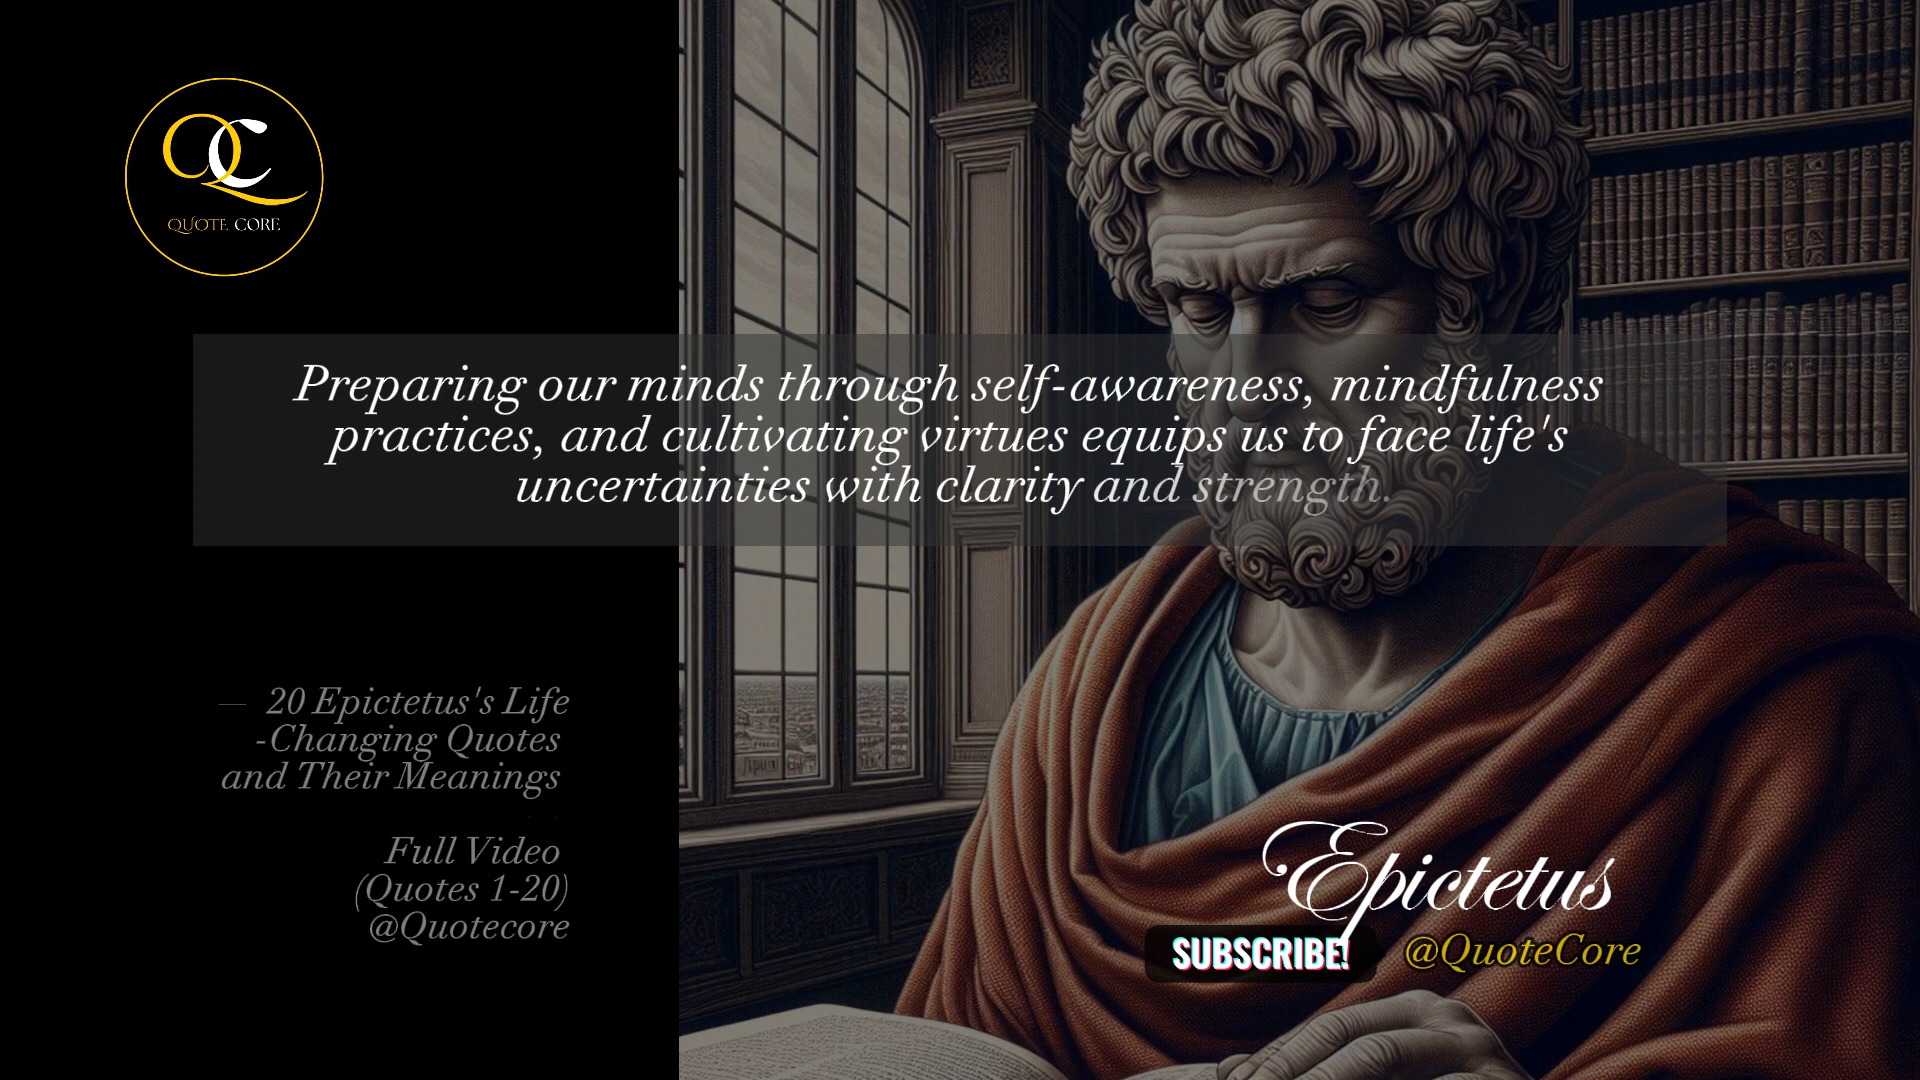 QC
QUOTE CORE
Preparing our minds through self-awareness, mindfulness
practices, and cultivating virtues equips us to face life's
uncertainties with clarity and strength.
— 20 Epictetus's Life
-Changing Quotes
and Their Meanings
Full Video
(Quotes 1-20)
@Quotecore
Epictetus
SUBSCRIBE!
@QuoteCore